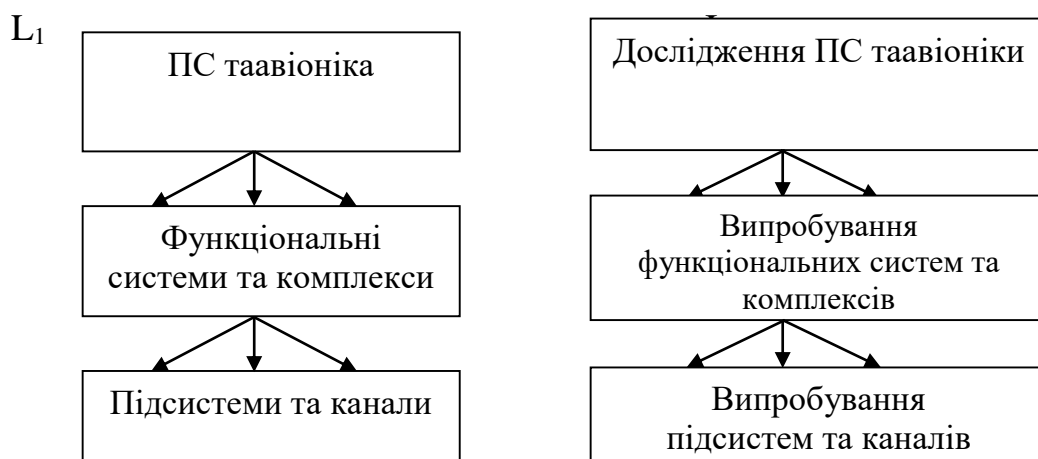 L₁
ПС таавіоніка
Функціональні
системи та комплекси
Підсистеми та канали
Дослідження ПС таавіоніки
Випробування
функціональних систем та
комплексів
Випробування
підсистем та каналів